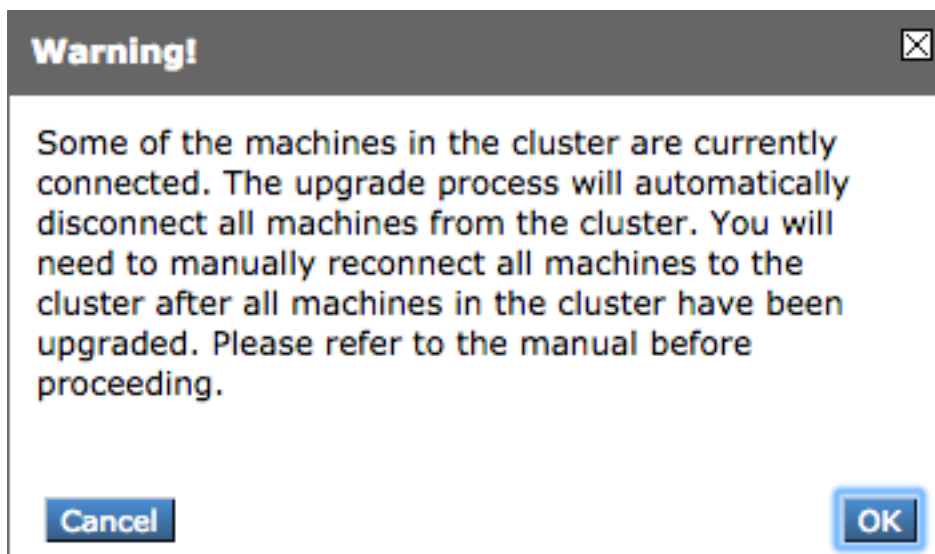 Warning!
Some of the machines in the cluster are currently
connected. The upgrade process will automatically
disconnect all machines from the cluster. You will
need to manually reconnect all machines to the
cluster after all machines in the cluster have been
upgraded. Please refer to the manual before
proceeding.
Cancel
OK